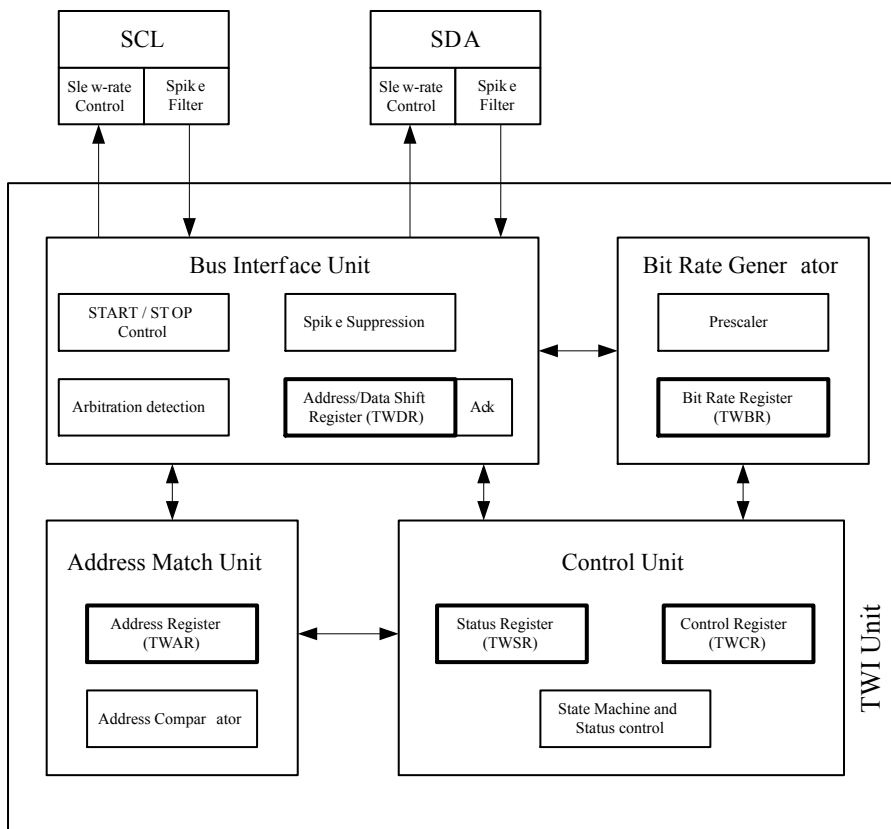 SCL
SDA
Slew-rate
Control
Spike
Filter
Slew-rate
Control
Spike
Filter
Bus Interface Unit
START / STOP
Control
Spike Suppression
Arbitration detection
Address/Data Shift
Register (TWDR)
Ack
Bit Rate Generator
Prescaler
Bit Rate Register
(TWBR)
Address Match Unit
Address Register
(TWAR)
Address Comparator
Control Unit
Status Register
(TWSR)
Control Register
(TWCR)
State Machine and
Status control
TWI Unit